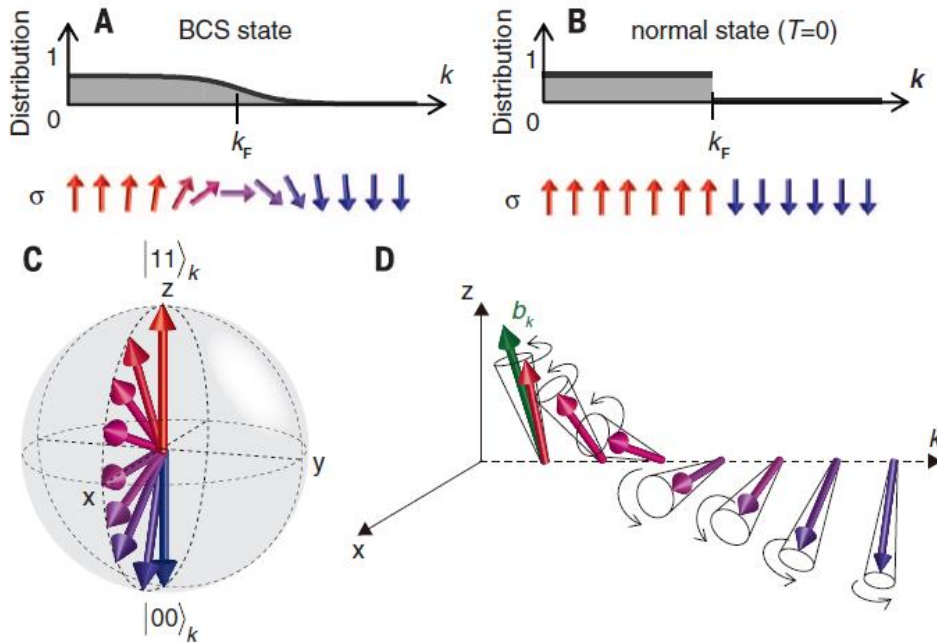 A
BCS state
Distribution
1
0
k
k_F
σ
B
normal state (T=0)
Distribution
1
0
k
k_F
σ
C
|11⟩_k
z
y
x
|00⟩_k
D
z
b_k
k
x